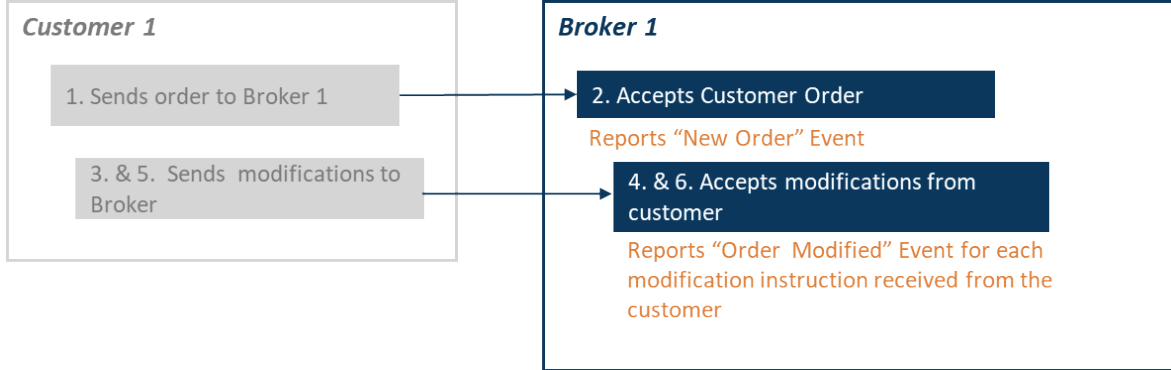 Customer 1
1. Sends order to Broker 1
3. & 5. Sends modifications to
Broker
Broker 1
2. Accepts Customer Order
Reports “New Order” Event
4. & 6. Accepts modifications from
customer
Reports “Order Modified” Event for each
modification instruction received from the
customer